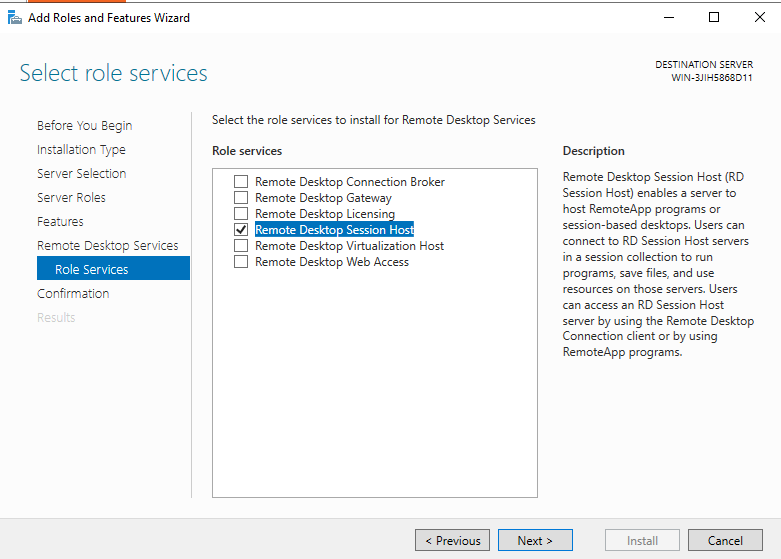 Add Roles and Features Wizard
Select role services
DESTINATION SERVER
WIN-3JIH5868D11
Before You Begin
Installation Type
Server Selection
Server Roles
Features
Remote Desktop Services
Role Services
Confirmation
Results
Select the role services to install for Remote Desktop Services
Role services
Remote Desktop Connection Broker
Remote Desktop Gateway
Remote Desktop Licensing
Remote Desktop Session Host
Remote Desktop Virtualization Host
Remote Desktop Web Access
Description
Remote Desktop Session Host (RD
Session Host) enables a server to
host RemoteApp programs or
session-based desktops. Users can
connect to RD Session Host servers
in a session collection to run
programs, save files, and use
resources on those servers. Users
can access an RD Session Host
server by using the Remote Desktop
Connection client or by using
RemoteApp programs.
< Previous
Next >
Install
Cancel